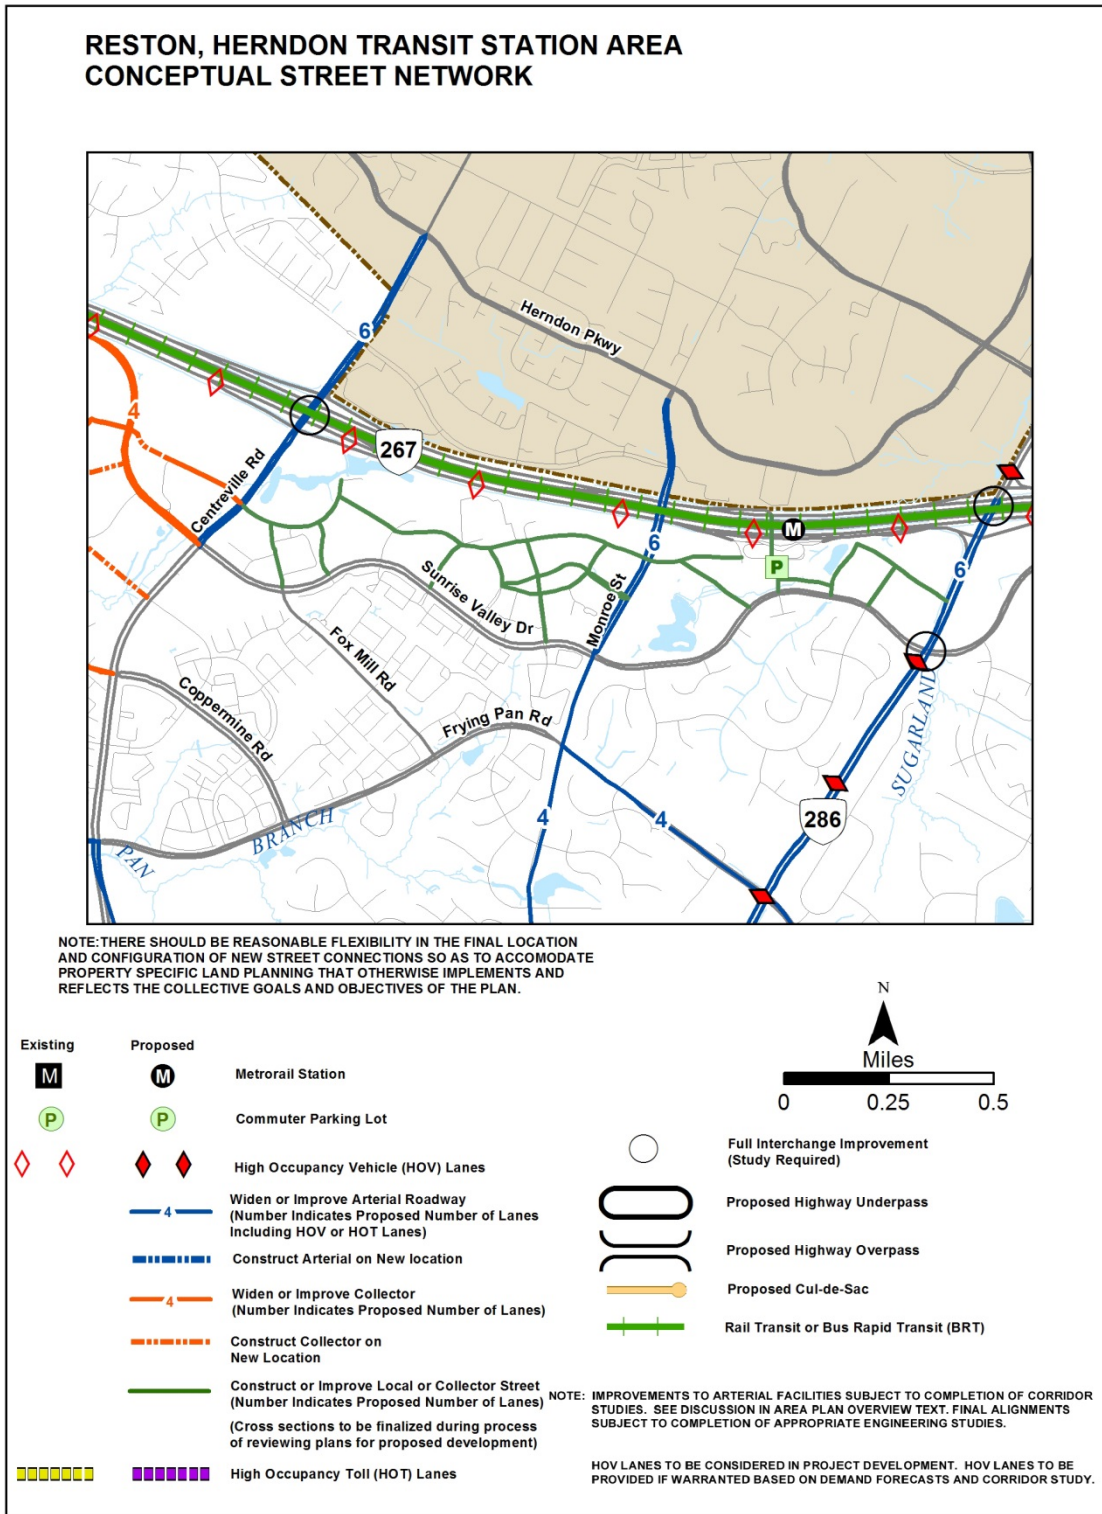 RESTON, HERNDON TRANSIT STATION AREA
CONCEPTUAL STREET NETWORK
6
Herndon Pkwy
4
267
Centreville Rd
M
6
P
6
Sunrise Valley Dr
Monroe St
Fox Mill Rd
Coppermine Rd
Frying Pan Rd
SUGARLAND
4
4
286
BRANCH
PAN
NOTE:THERE SHOULD BE REASONABLE FLEXIBILITY IN THE FINAL LOCATION
AND CONFIGURATION OF NEW STREET CONNECTIONS SO AS TO ACCOMODATE
PROPERTY SPECIFIC LAND PLANNING THAT OTHERWISE IMPLEMENTS AND
REFLECTS THE COLLECTIVE GOALS AND OBJECTIVES OF THE PLAN.
N
Miles
0 0.25 0.5
Existing Proposed
M M Metrorail Station
P P Commuter Parking Lot
High Occupancy Vehicle (HOV) Lanes
4 Widen or Improve Arterial Roadway
(Number Indicates Proposed Number of Lanes
Including HOV or HOT Lanes)
Construct Arterial on New location
4 Widen or Improve Collector
(Number Indicates Proposed Number of Lanes)
Construct Collector on
New Location
Construct or Improve Local or Collector Street
(Number Indicates Proposed Number of Lanes)
(Cross sections to be finalized during process
of reviewing plans for proposed development)
High Occupancy Toll (HOT) Lanes
Full Interchange Improvement
(Study Required)
Proposed Highway Underpass
Proposed Highway Overpass
Proposed Cul-de-Sac
Rail Transit or Bus Rapid Transit (BRT)
NOTE: IMPROVEMENTS TO ARTERIAL FACILITIES SUBJECT TO COMPLETION OF CORRIDOR
STUDIES. SEE DISCUSSION IN AREA PLAN OVERVIEW TEXT. FINAL ALIGNMENTS
SUBJECT TO COMPLETION OF APPROPRIATE ENGINEERING STUDIES.
HOV LANES TO BE CONSIDERED IN PROJECT DEVELOPMENT. HOV LANES TO BE
PROVIDED IF WARRANTED BASED ON DEMAND FORECASTS AND CORRIDOR STUDY.